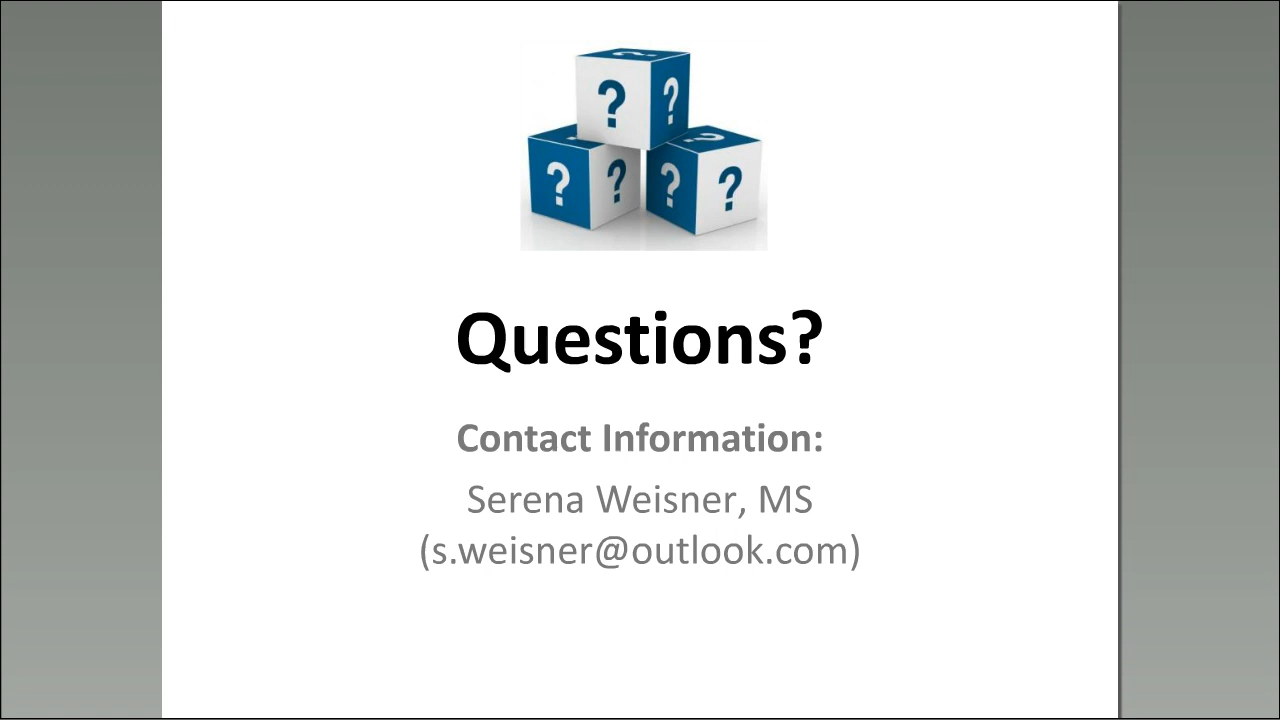 ? ?
? ? ? ?
Questions?
Contact Information:
Serena Weisner, MS
(s.weisner@outlook.com)